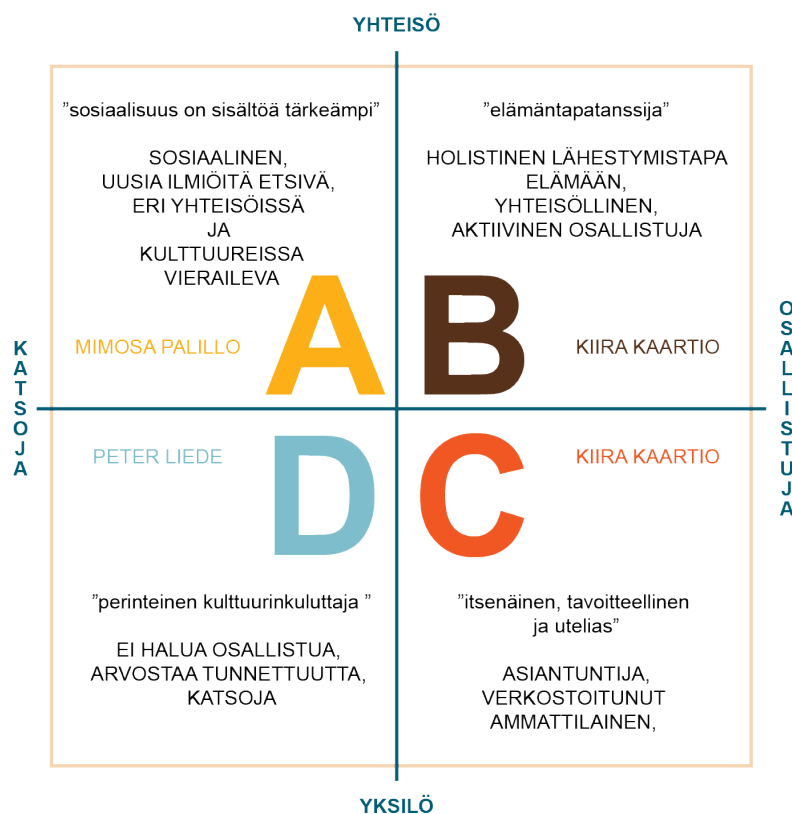 YHTEISÖ
”sosiaalisuus on sisältöä tärkeämpi”
SOSIAALINEN,
UUSIA ILMIÖITÄ ETSIVÄ,
ERI YHTEISÖISSÄ
JA
KULTTUUREISSA
VIERAILEVA
MIMOSA PALILLO
A
”elämäntapatanssija”
HOLISTINEN LÄHESTYMISTAPA
ELÄMÄÄN,
YHTEISÖLLINEN,
AKTIIVINEN OSALLISTUJA
B
KIIRA KAARTIO
KATSOJA
OSALLISTUJA
PETER LIEDE
D
”perinteinen kulttuurinkuluttaja ”
EI HALUA OSALLISTUA,
ARVOSTAA TUNNETTUUTTA,
KATSOJA
C
KIIRA KAARTIO
”itsenäinen, tavoitteellinen
ja utelias”
ASIANTUNTIJA,
VERKOSTOITUNUT
AMMATTILAINEN,
YKSILÖ